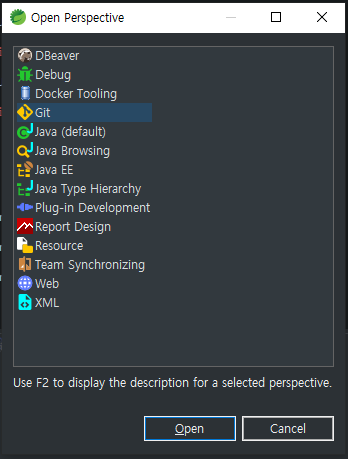 Open Perspective
DBeaver
Debug
Docker Tooling
Git
Java (default)
Java Browsing
Java EE
Java Type Hierarchy
Plug-in Development
Report Design
Resource
Team Synchronizing
Web
XML
Use F2 to display the description for a selected perspective.
Open
Cancel